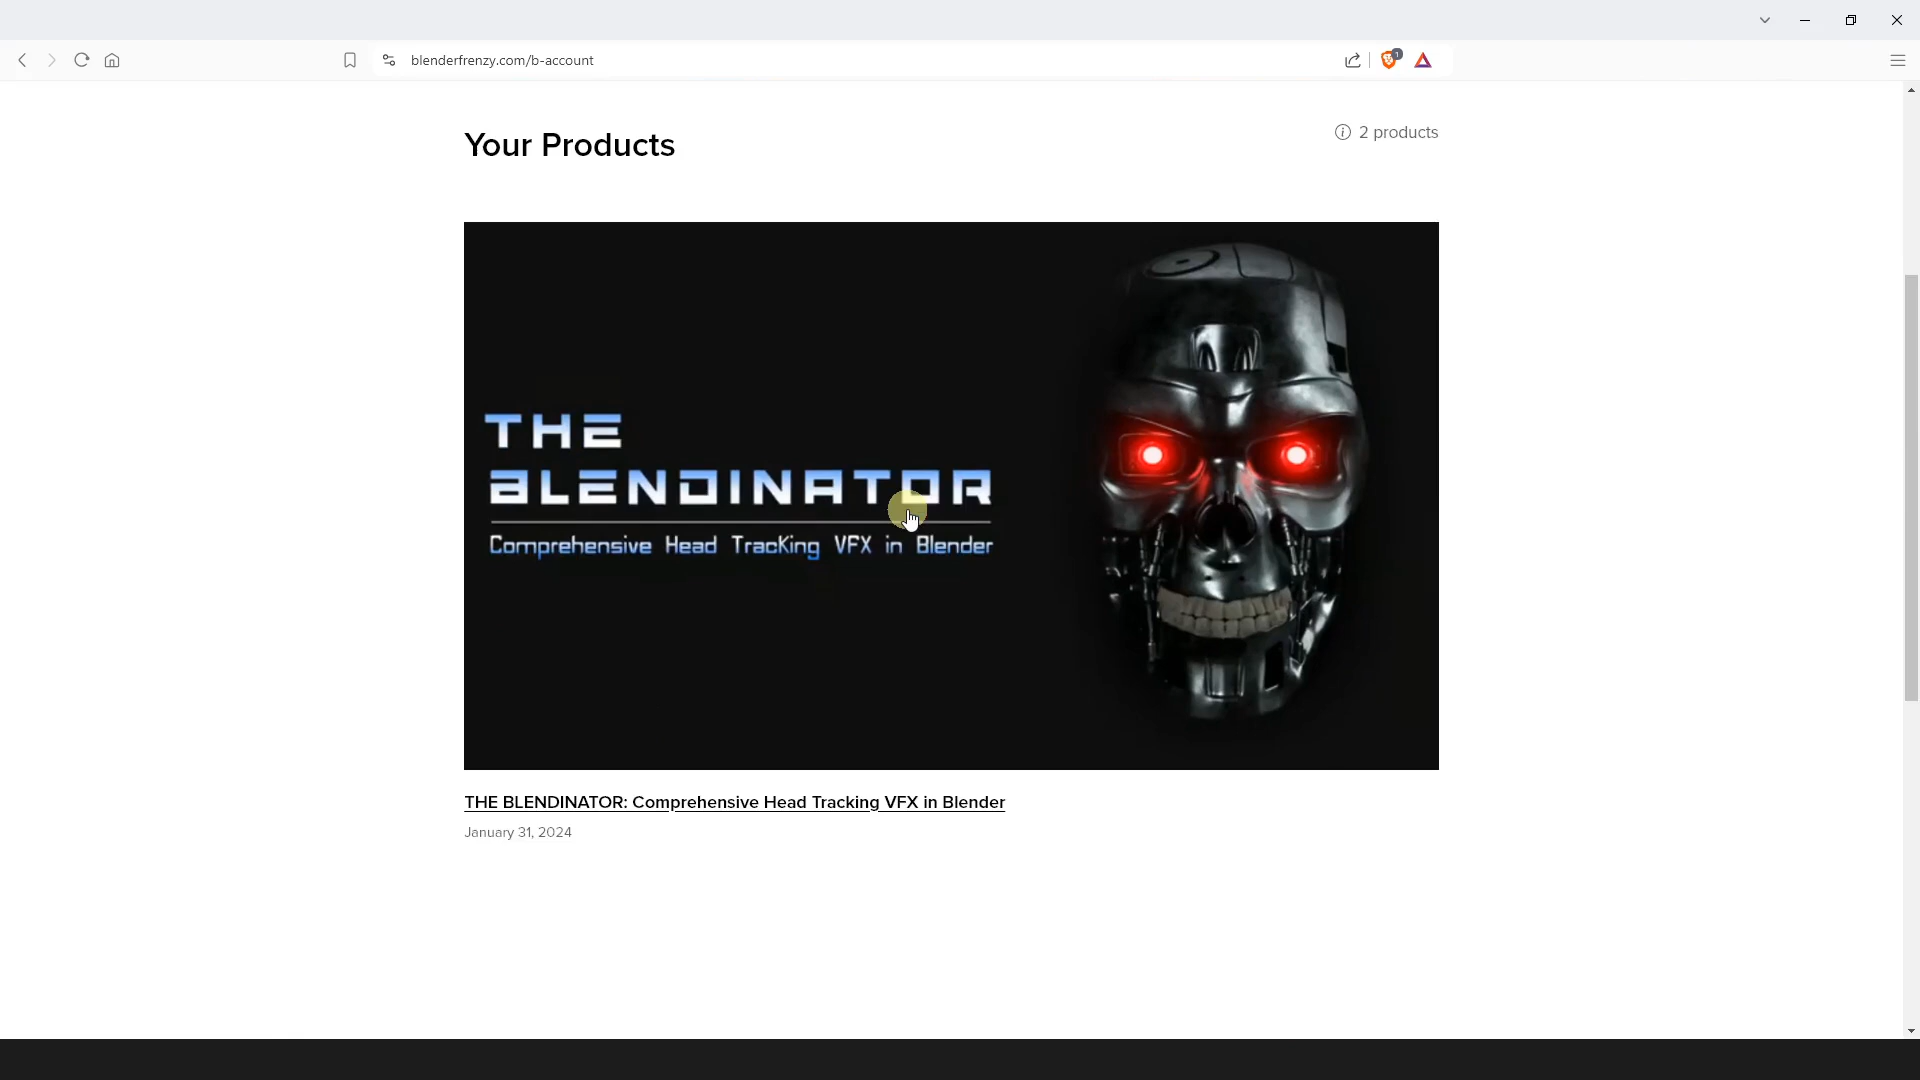 blenderfrenzy.com/b-account
1
Your Products
2 products
THE
BLENDINATOR
Comprehensive Head TracKing VFX in Blender
THE BLENDINATOR: Comprehensive Head Tracking VFX in Blender
January 31, 2024